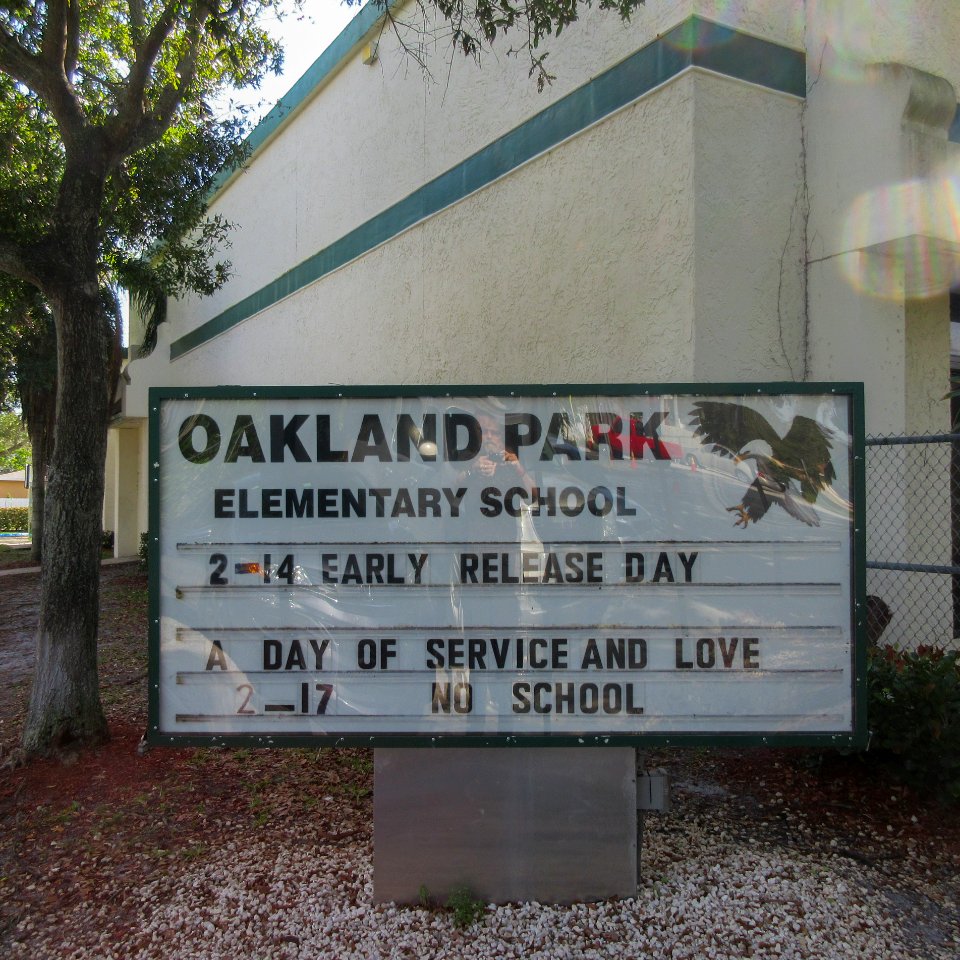 OAKLAND PARK
ELEMENTARY SCHOOL
2-14 EARLY RELEASE DAY
A DAY OF SERVICE AND LOVE
2-17 NO SCHOOL